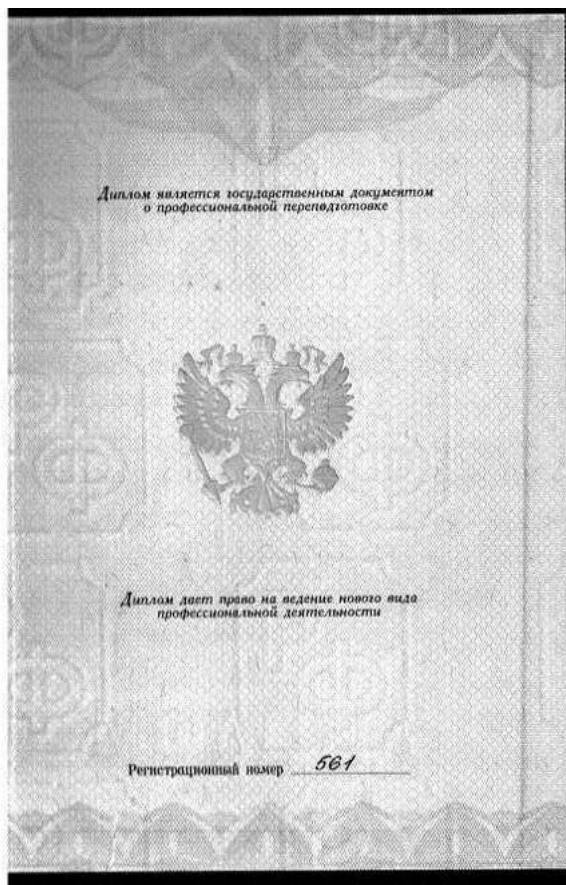 Диплом является государственным документом
о профессиональной переподготовке
Диплом дает право на ведение нового вида
профессиональной деятельности
Регистрационный номер 561